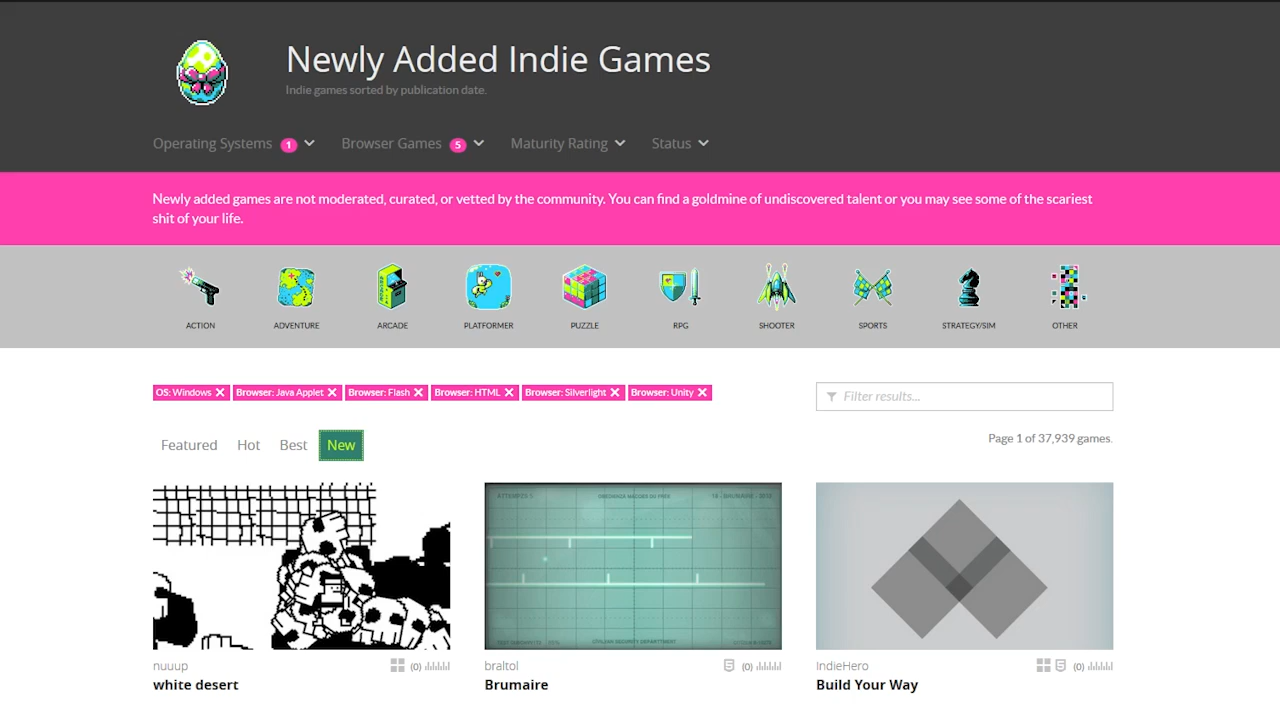 Newly Added Indie Games
Indie games sorted by publication date.
Operating Systems 1 Browser Games 5 Maturity Rating Status
Newly added games are not moderated, curated, or vetted by the community. You can find a goldmine of undiscovered talent or you may see some of the scariest
shit of your life.
ACTION ADVENTURE ARCADE PLATFORMER PUZZLE RPG SHOOTER SPORTS STRATEGY/SIM OTHER
OS: Windows Browser: Java Applet Browser: Flash Browser: HTML Browser: Silverlight Browser: Unity
Filter results...
Featured Hot Best New
Page 1 of 37,939 games.
nuuup (0)
white desert
braltol (0)
Brumaire
IndieHero (0)
Build Your Way